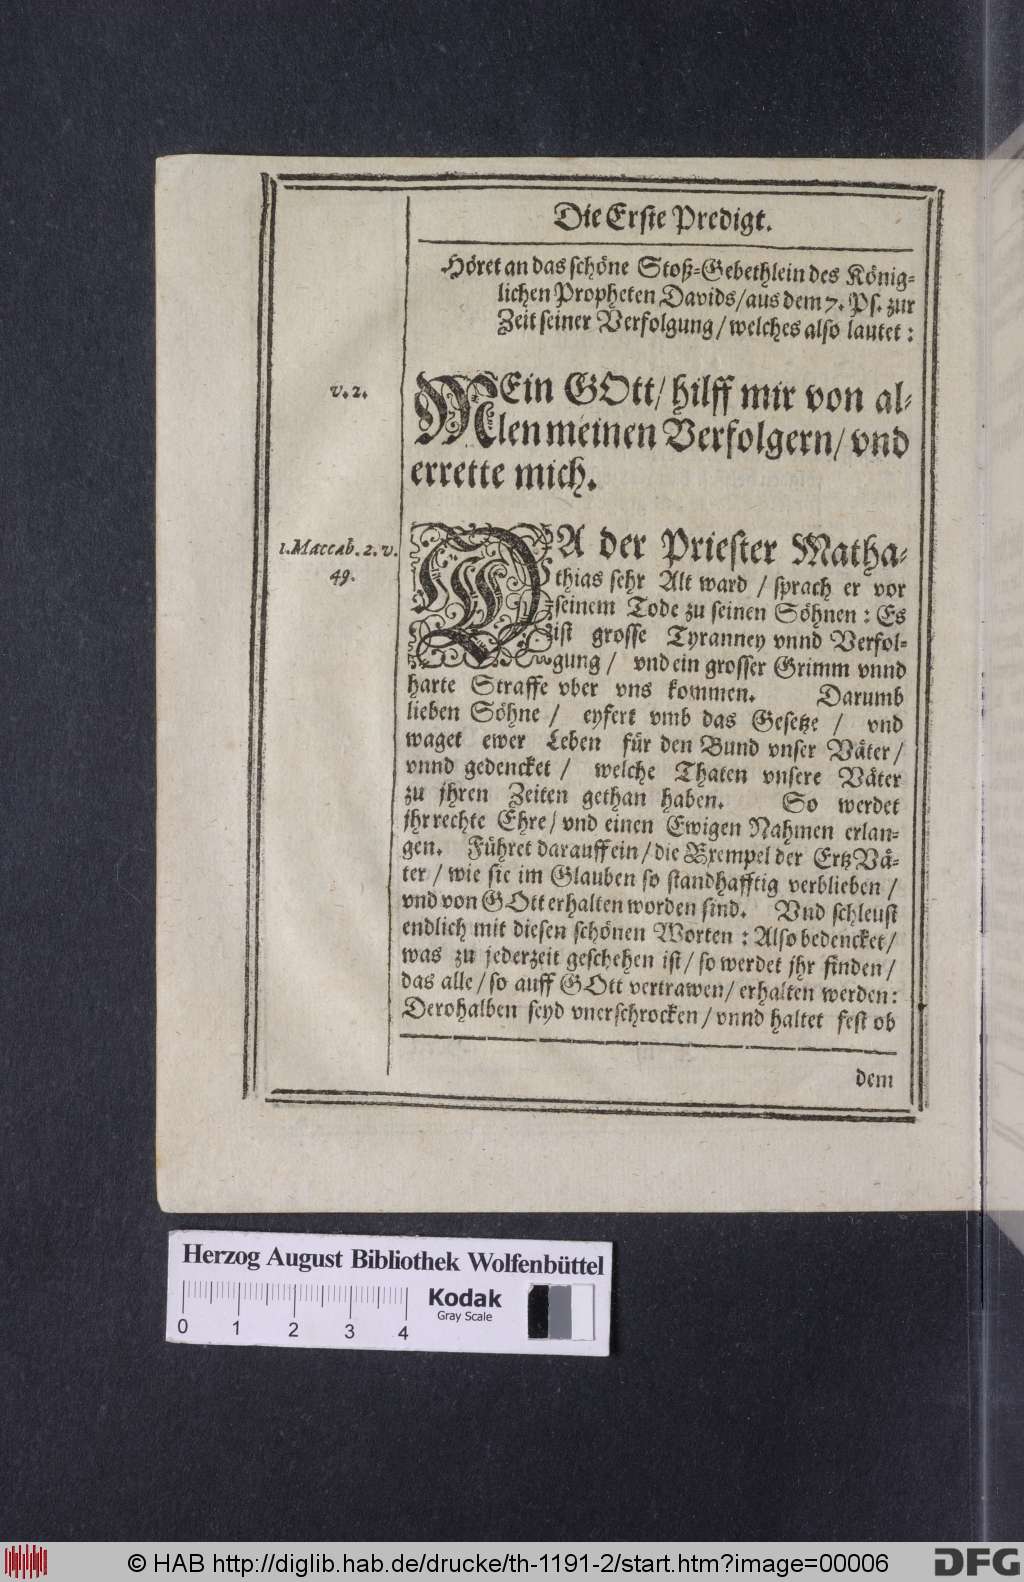 Die Erste Predigt.
Höret an das schöne Stoß-Gebethlein des König-
lichen Propheten Davids/aus dem 7. Ps. zur
Zeit seiner Verfolgung/welches also lautet:
v. 2.
MEin GOtt/hilff mir von al-
len meinen Verfolgern/vnd
errette mich.
1. Maccab. 2. v.
49.
DA der Priester Matha-
thias sehr Alt ward / sprach er vor
seinem Tode zu seinen Söhnen: Es
ist grosse Tyranney vnnd Verfol-
gung / vnd ein grosser Grimm vnnd
harte Straffe vber vns kommen. Darumb
lieben Söhne / eyfert vmb das Gesetze / vnd
waget ewer Leben für den Bund vnser Väter/
vnnd gedencket / welche Thaten vnsere Väter
zu jhren Zeiten gethan haben. So werdet
jhr rechte Ehre/vnd einen Ewigen Nahmen erlan-
gen. Führet darauff ein/die Exempel der ErtzVä-
ter/wie sie im Glauben so standhafftig verblieben/
vnd von GOtt erhalten worden sind. Vnd schleust
endlich mit diesen schönen Worten: Also bedencket/
was zu jederzeit geschehen ist/so werdet jhr finden/
das alle/so auff GOtt vertrawen/erhalten werden:
Derohalben seyd vnerschrocken/vnnd haltet fest ob
dem
Herzog August Bibliothek Wolfenbüttel
Kodak
Gray Scale
0 1 2 3 4
© HAB http://diglib.hab.de/drucke/th-1191-2/start.htm?image=00006
DFG